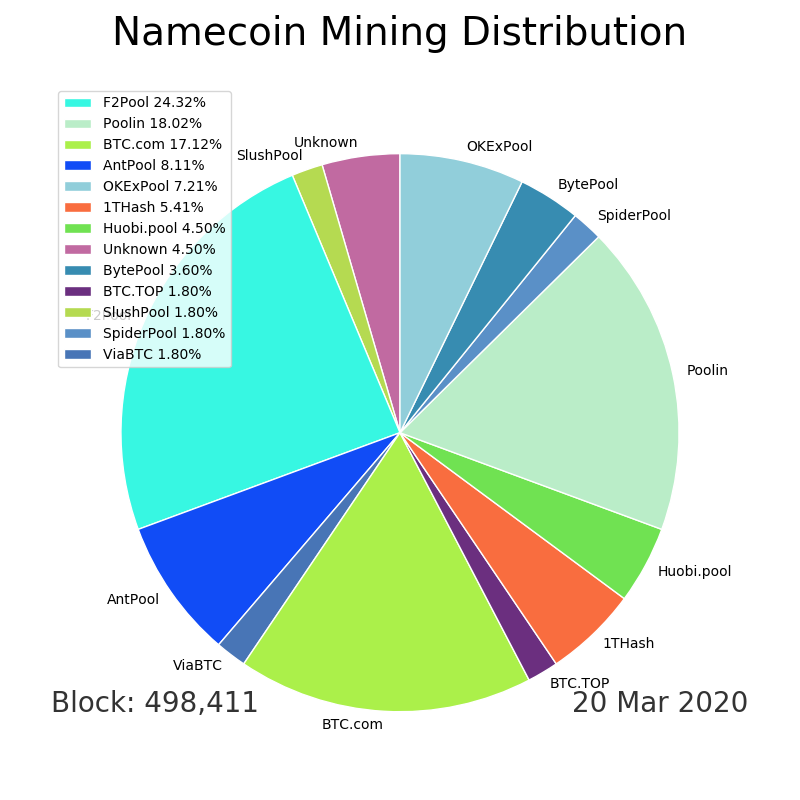 Namecoin Mining Distribution
F2Pool 24.32%
Poolin 18.02%
BTC.com 17.12%
AntPool 8.11%
OKExPool 7.21%
1THash 5.41%
Huobi.pool 4.50%
Unknown 4.50%
BytePool 3.60%
BTC.TOP 1.80%
SlushPool 1.80%
SpiderPool 1.80%
ViaBTC 1.80%
Unknown
SlushPool
OKExPool
BytePool
SpiderPool
F2Pool
Poolin
Huobi.pool
AntPool
1THash
ViaBTC
BTC.TOP
BTC.com
Block: 498,411
20 Mar 2020